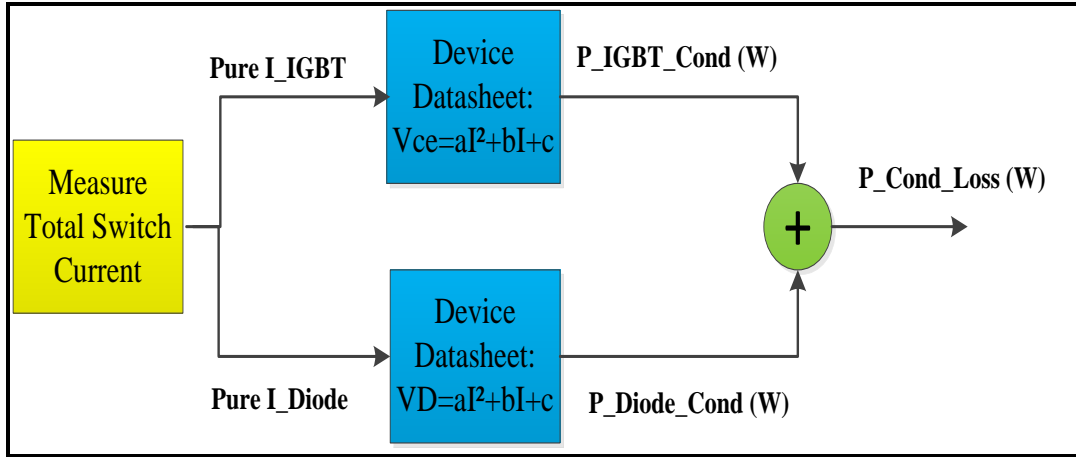 Measure
Total Switch
Current
Pure I_IGBT
Device
Datasheet:
Vce=aI²+bI+c
P_IGBT_Cond (W)
Pure I_Diode
Device
Datasheet:
VD=aI²+bI+c
P_Diode_Cond (W)
+
P_Cond_Loss (W)